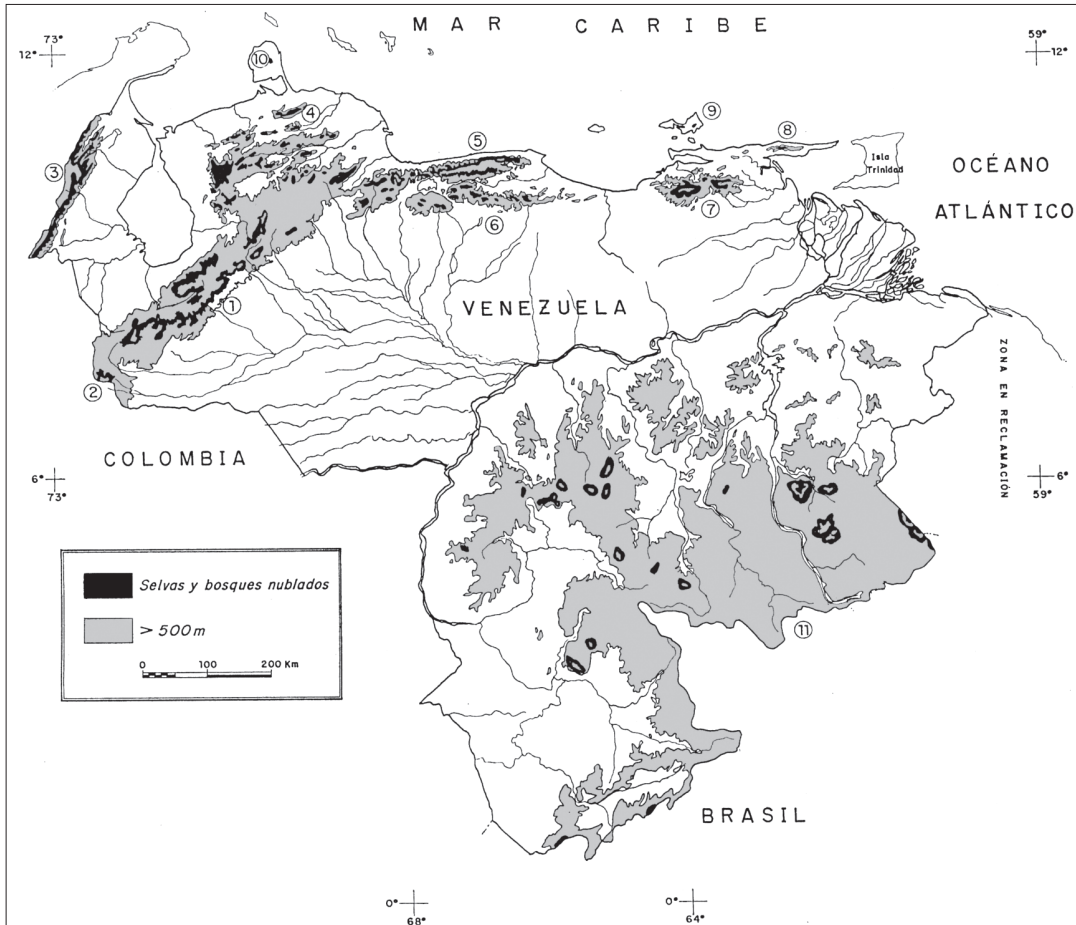 MAR CARIBE
73°
12°
59°
12°
10
9
4
5
8
3
Isla
Trinidad
OCÉANO
ATLÁNTICO
7
6
VENEZUELA
1
2
ZONA EN RECLAMACIÓN
COLOMBIA
6°
73°
6°
59°
Selvas y bosques nublados
> 500 m
0 100 200 Km
11
BRASIL
0°
68°
0°
64°